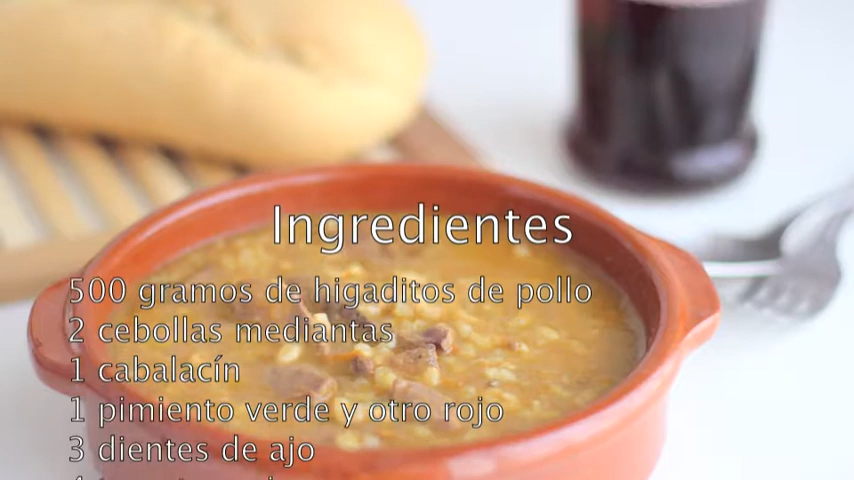 Ingredientes
500 gramos de higaditos de pollo
2 cebollas mediantas
1 cabalacín
1 pimiento verde y otro rojo
3 dientes de ajo